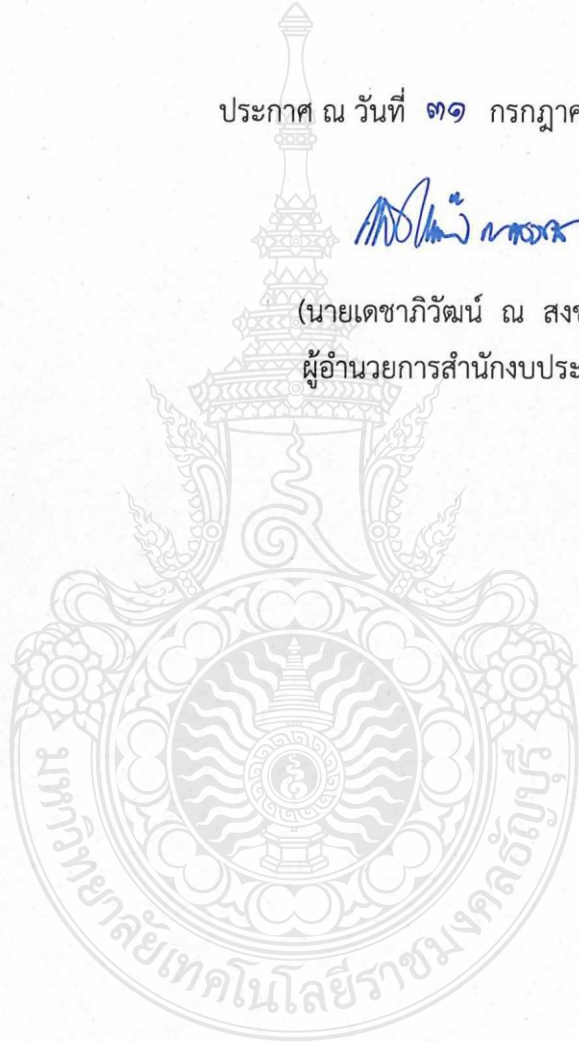 ประกาศ ณ วันที่ ๓๑ กรกฎาค
(นายเดชาภิวัฒน์ ณ สงข
ผู้อำนวยการสำนักงบประ
มหาวิทยาลัยเทคโนโลยีราชมงคลธัญบุรี